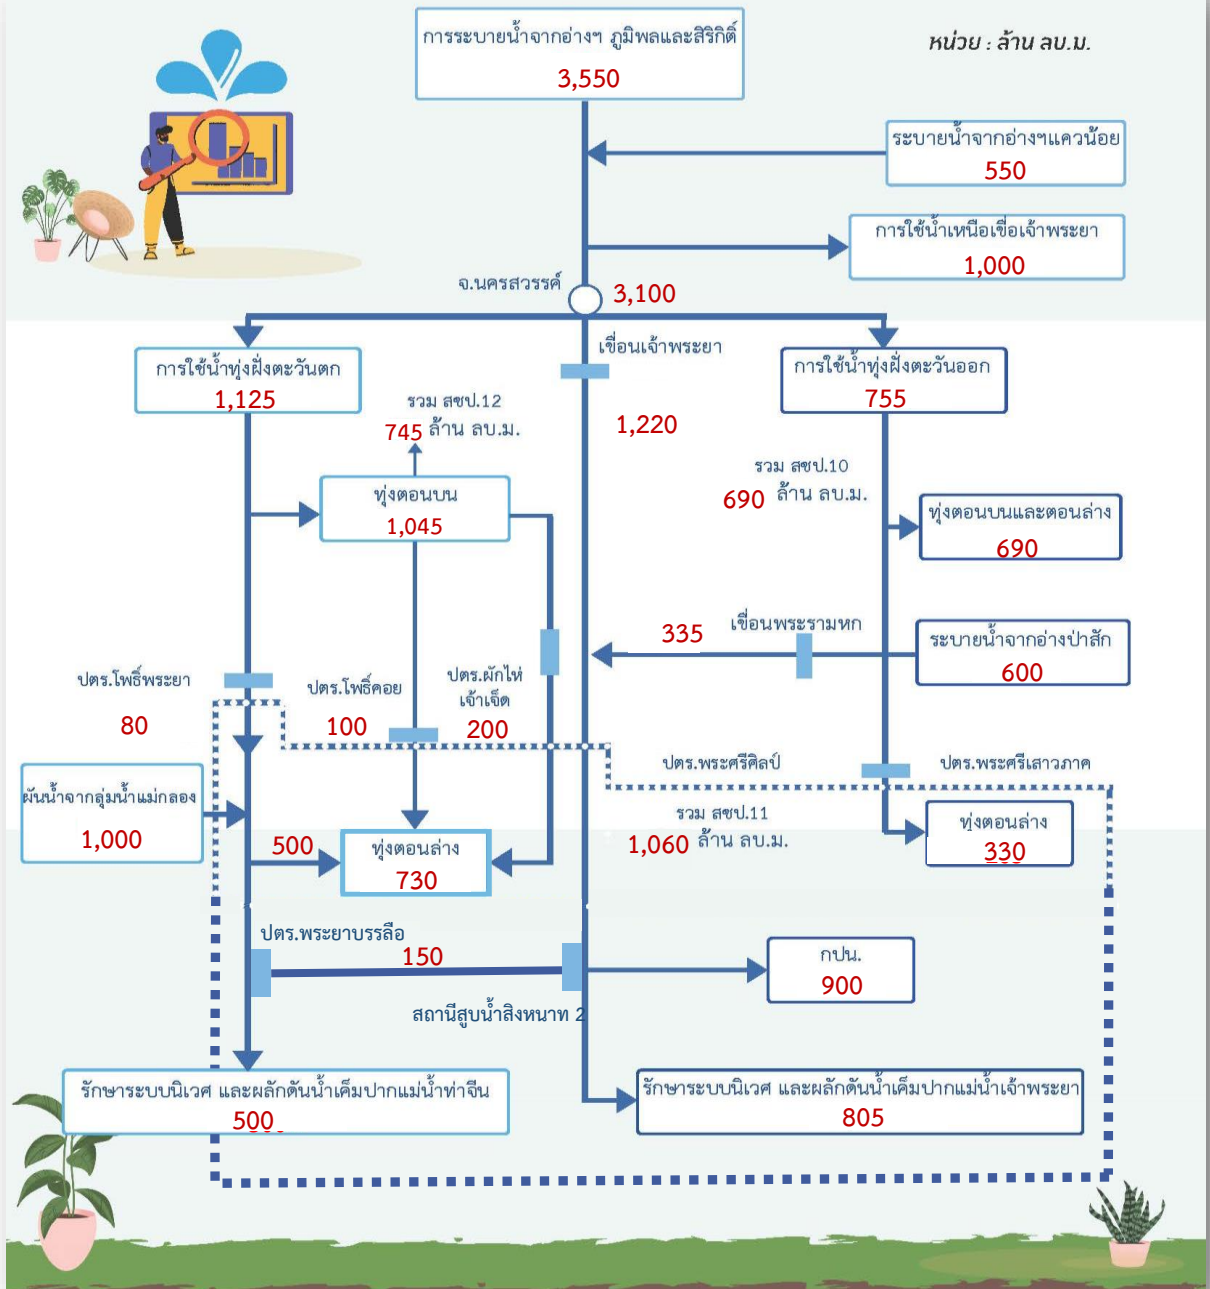 การระบายน้ำจากอ่างฯ ภูมิพลและสิริกิติ์
3,550
หน่วย : ล้าน ลบ.ม.
ระบายน้ำจากอ่างฯแควน้อย
550
การใช้น้ำเหนือเขื่อเจ้าพระยา
1,000
จ.นครสวรรค์
3,100
เขื่อนเจ้าพระยา
การใช้น้ำทุ่งฝั่งตะวันตก
1,125
การใช้น้ำทุ่งฝั่งตะวันออก
755
รวม สชป.12
745 ล้าน ลบ.ม.
1,220
รวม สชป.10
690 ล้าน ลบ.ม.
ทุ่งตอนบน
1,045
ทุ่งตอนบนและตอนล่าง
690
335
เขื่อนพระรามหก
ระบายน้ำจากอ่างป่าสัก
600
ปตร.โพธิ์พระยา
80
ปตร.โพธิ์คอย
100
ปตร.ผักไห่
เจ้าเจ็ด
200
ปตร.พระศรีศิลป์
ปตร.พระศรีเสาวภาค
ผันน้ำจากลุ่มน้ำแม่กลอง
1,000
รวม สชป.11
1,060 ล้าน ลบ.ม.
ทุ่งตอนล่าง
330
500
ทุ่งตอนล่าง
730
ปตร.พระยาบรรลือ
150
กปน.
900
สถานีสูบน้ำสิงหนาท 2
รักษาระบบนิเวศ และผลักดันน้ำเค็มปากแม่น้ำท่าจีน
500
รักษาระบบนิเวศ และผลักดันน้ำเค็มปากแม่น้ำเจ้าพระยา
805